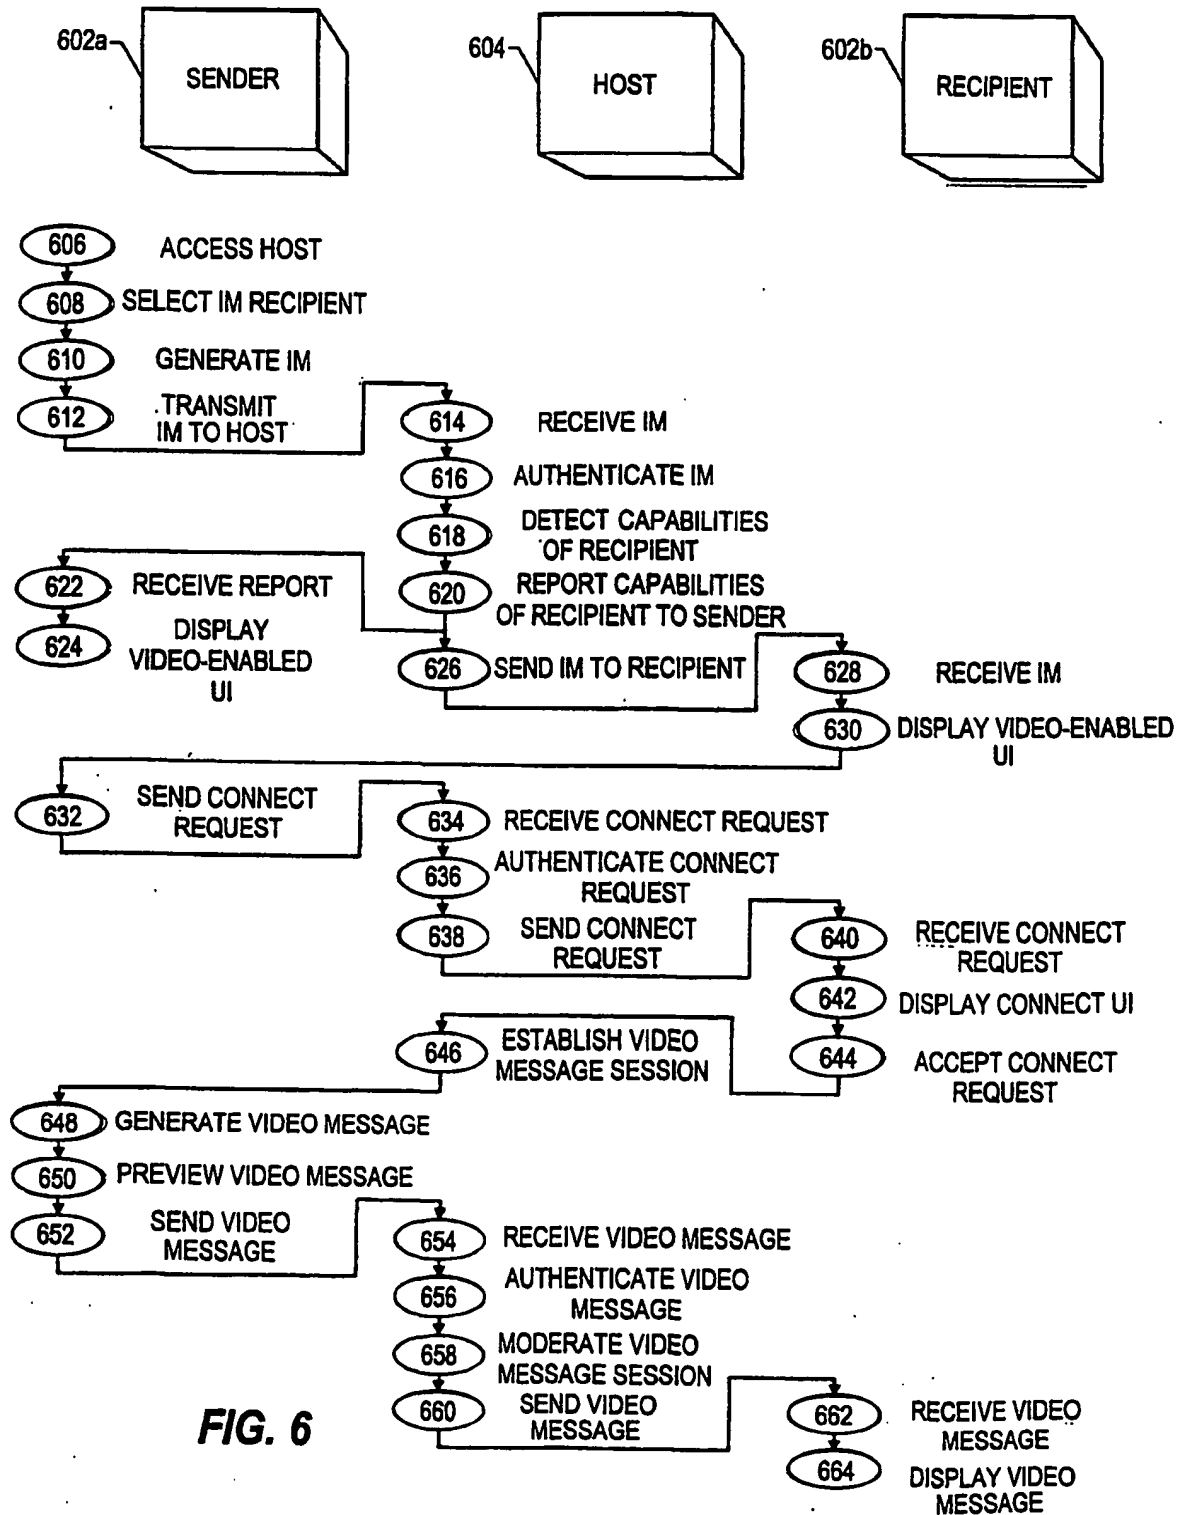 602a
SENDER
604
HOST
602b
RECIPIENT
606 ACCESS HOST
608 SELECT IM RECIPIENT
610 GENERATE IM
612 TRANSMIT
IM TO HOST
614 RECEIVE IM
616 AUTHENTICATE IM
618 DETECT CAPABILITIES
OF RECIPIENT
620 REPORT CAPABILITIES
OF RECIPIENT TO SENDER
622 RECEIVE REPORT
624 DISPLAY
VIDEO-ENABLED
UI
626 SEND IM TO RECIPIENT
628 RECEIVE IM
630 DISPLAY VIDEO-ENABLED
UI
632 SEND CONNECT
REQUEST
634 RECEIVE CONNECT REQUEST
636 AUTHENTICATE CONNECT
REQUEST
638 SEND CONNECT
REQUEST
640 RECEIVE CONNECT
REQUEST
642 DISPLAY CONNECT UI
644 ACCEPT CONNECT
REQUEST
646 ESTABLISH VIDEO
MESSAGE SESSION
648 GENERATE VIDEO MESSAGE
650 PREVIEW VIDEO MESSAGE
652 SEND VIDEO
MESSAGE
654 RECEIVE VIDEO MESSAGE
656 AUTHENTICATE VIDEO
MESSAGE
658 MODERATE VIDEO
MESSAGE SESSION
660 SEND VIDEO
MESSAGE
662 RECEIVE VIDEO
MESSAGE
664 DISPLAY VIDEO
MESSAGE
FIG. 6